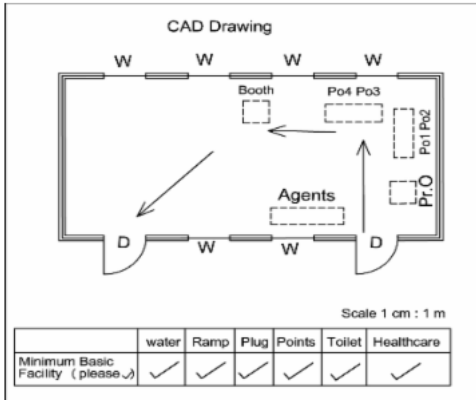 CAD Drawing
W W W W
Booth Po4 Po3
Po1 Po2
Pr.O
Agents
D W W D
Scale 1 cm : 1 m
water Ramp Plug Points Toilet Healthcare
Minimum Basic
Facility ( please ✓) ✓ ✓ ✓ ✓ ✓ ✓